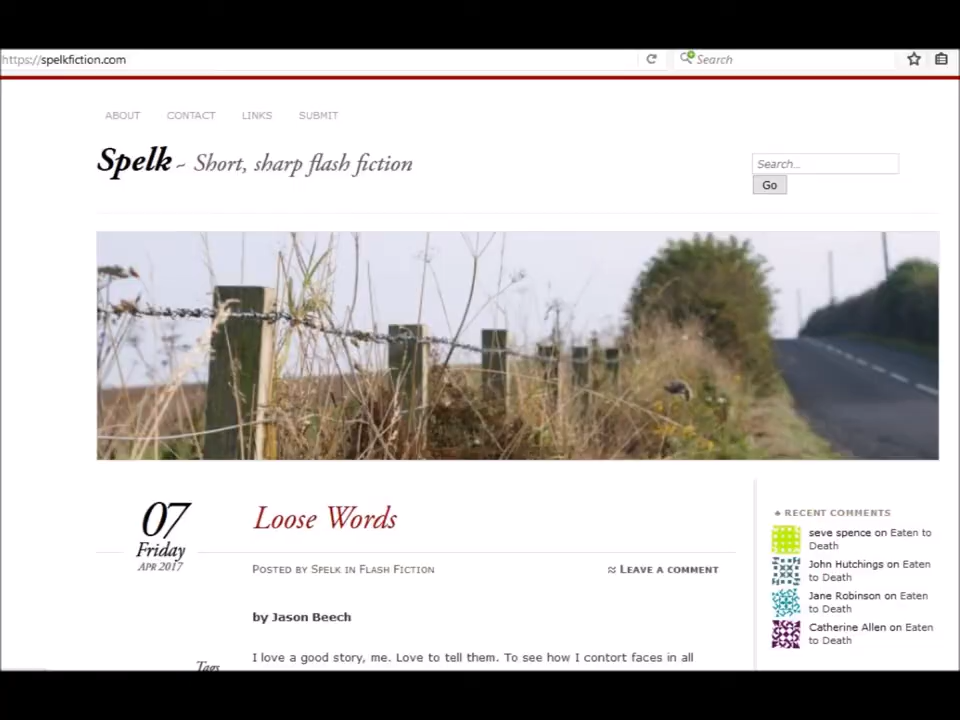 https://spelkfiction.com
Search
ABOUT CONTACT LINKS SUBMIT
Spelk ~ Short, sharp flash fiction
Search...
Go
07
Friday
APR 2017
Loose Words
POSTED BY SPELK IN FLASH FICTION
≈ LEAVE A COMMENT
by Jason Beech
I love a good story, me. Love to tell them. To see how I contort faces in all
Tags
♣ RECENT COMMENTS
seve spence on Eaten to
Death
John Hutchings on Eaten
to Death
Jane Robinson on Eaten
to Death
Catherine Allen on Eaten
to Death